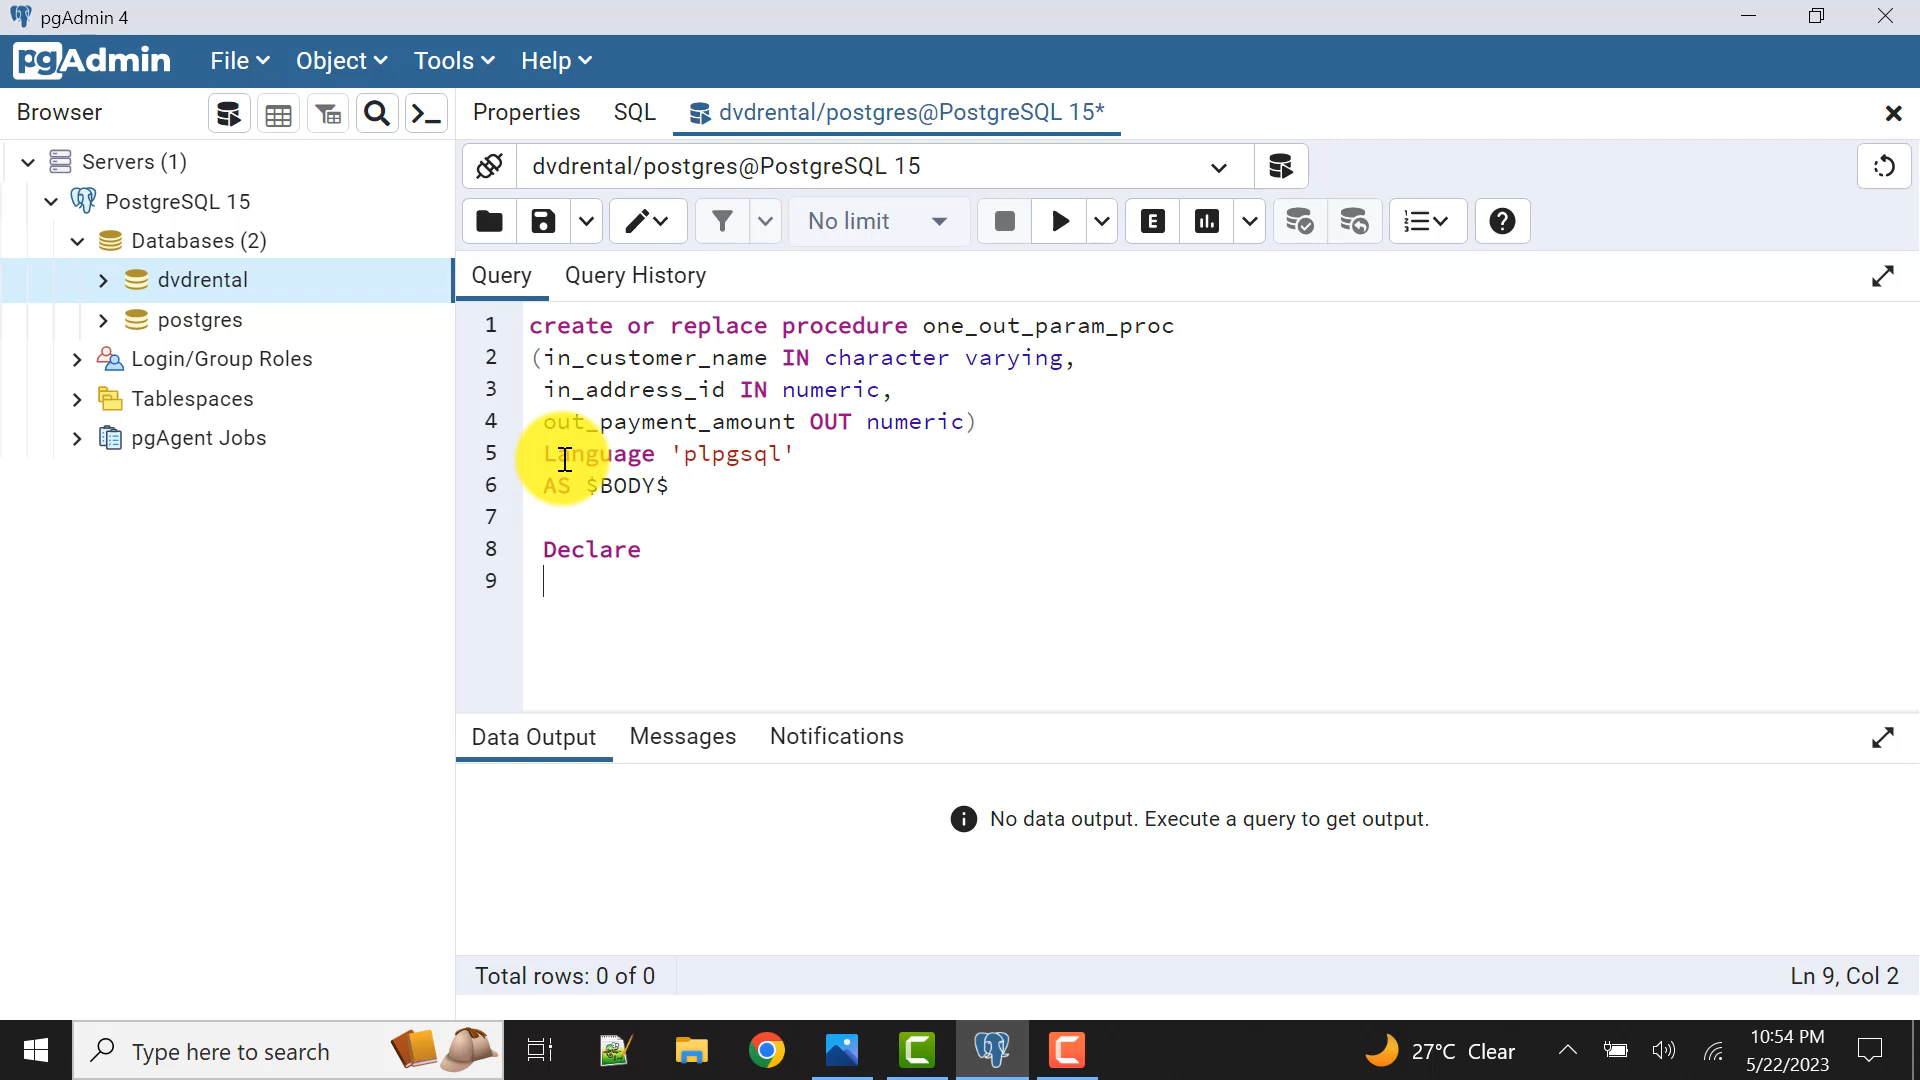 pgAdmin 4
pgAdmin File Object Tools Help
Browser
Properties SQL dvdrental/postgres@PostgreSQL 15*
Servers (1)
PostgreSQL 15
Databases (2)
dvdrental
postgres
Login/Group Roles
Tablespaces
pgAgent Jobs
dvdrental/postgres@PostgreSQL 15
No limit
E
Query Query History
1 create or replace procedure one_out_param_proc
2 (in_customer_name IN character varying,
3 in_address_id IN numeric,
4 out_payment_amount OUT numeric)
5 Language 'plpgsql'
6 AS $BODY$
7
8 Declare
9
Data Output Messages Notifications
No data output. Execute a query to get output.
Total rows: 0 of 0
Ln 9, Col 2
Type here to search
27°C Clear
10:54 PM
5/22/2023